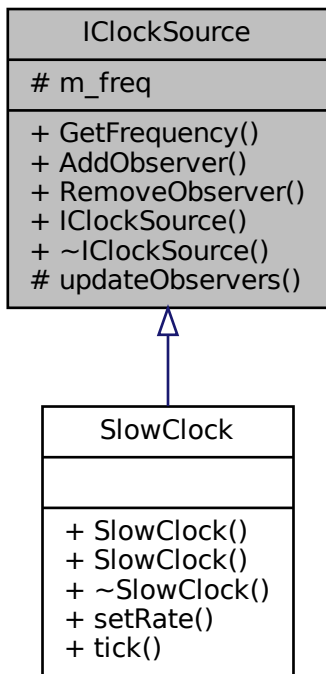 IClockSource
# m_freq
+ GetFrequency()
+ AddObserver()
+ RemoveObserver()
+ IClockSource()
+ ~IClockSource()
# updateObservers()
SlowClock
+ SlowClock()
+ SlowClock()
+ ~SlowClock()
+ setRate()
+ tick()